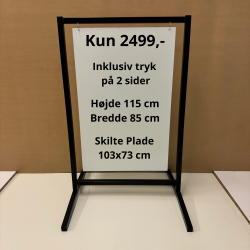 Kun 2499,-
Inklusiv tryk
på 2 sider
Højde 115 cm
Bredde 85 cm
Skilte Plade
103x73 cm